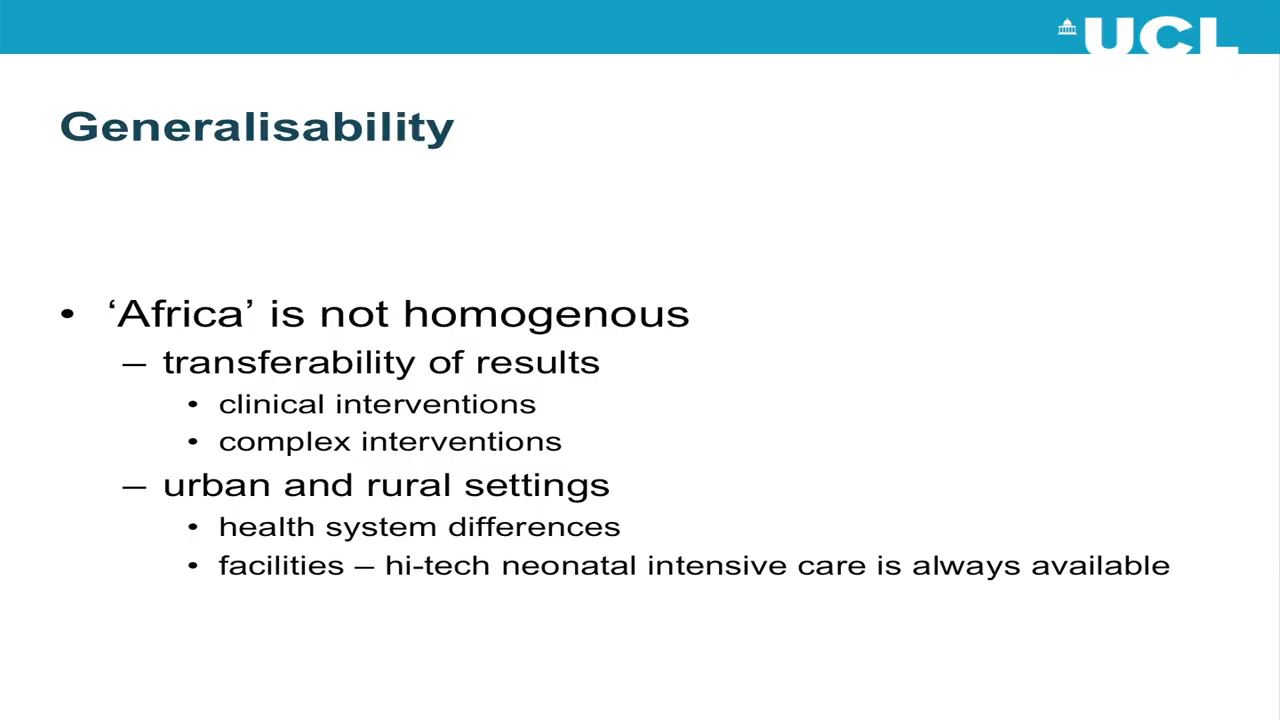 UCL
Generalisability
• ‘Africa’ is not homogenous
– transferability of results
• clinical interventions
• complex interventions
– urban and rural settings
• health system differences
• facilities – hi-tech neonatal intensive care is always available